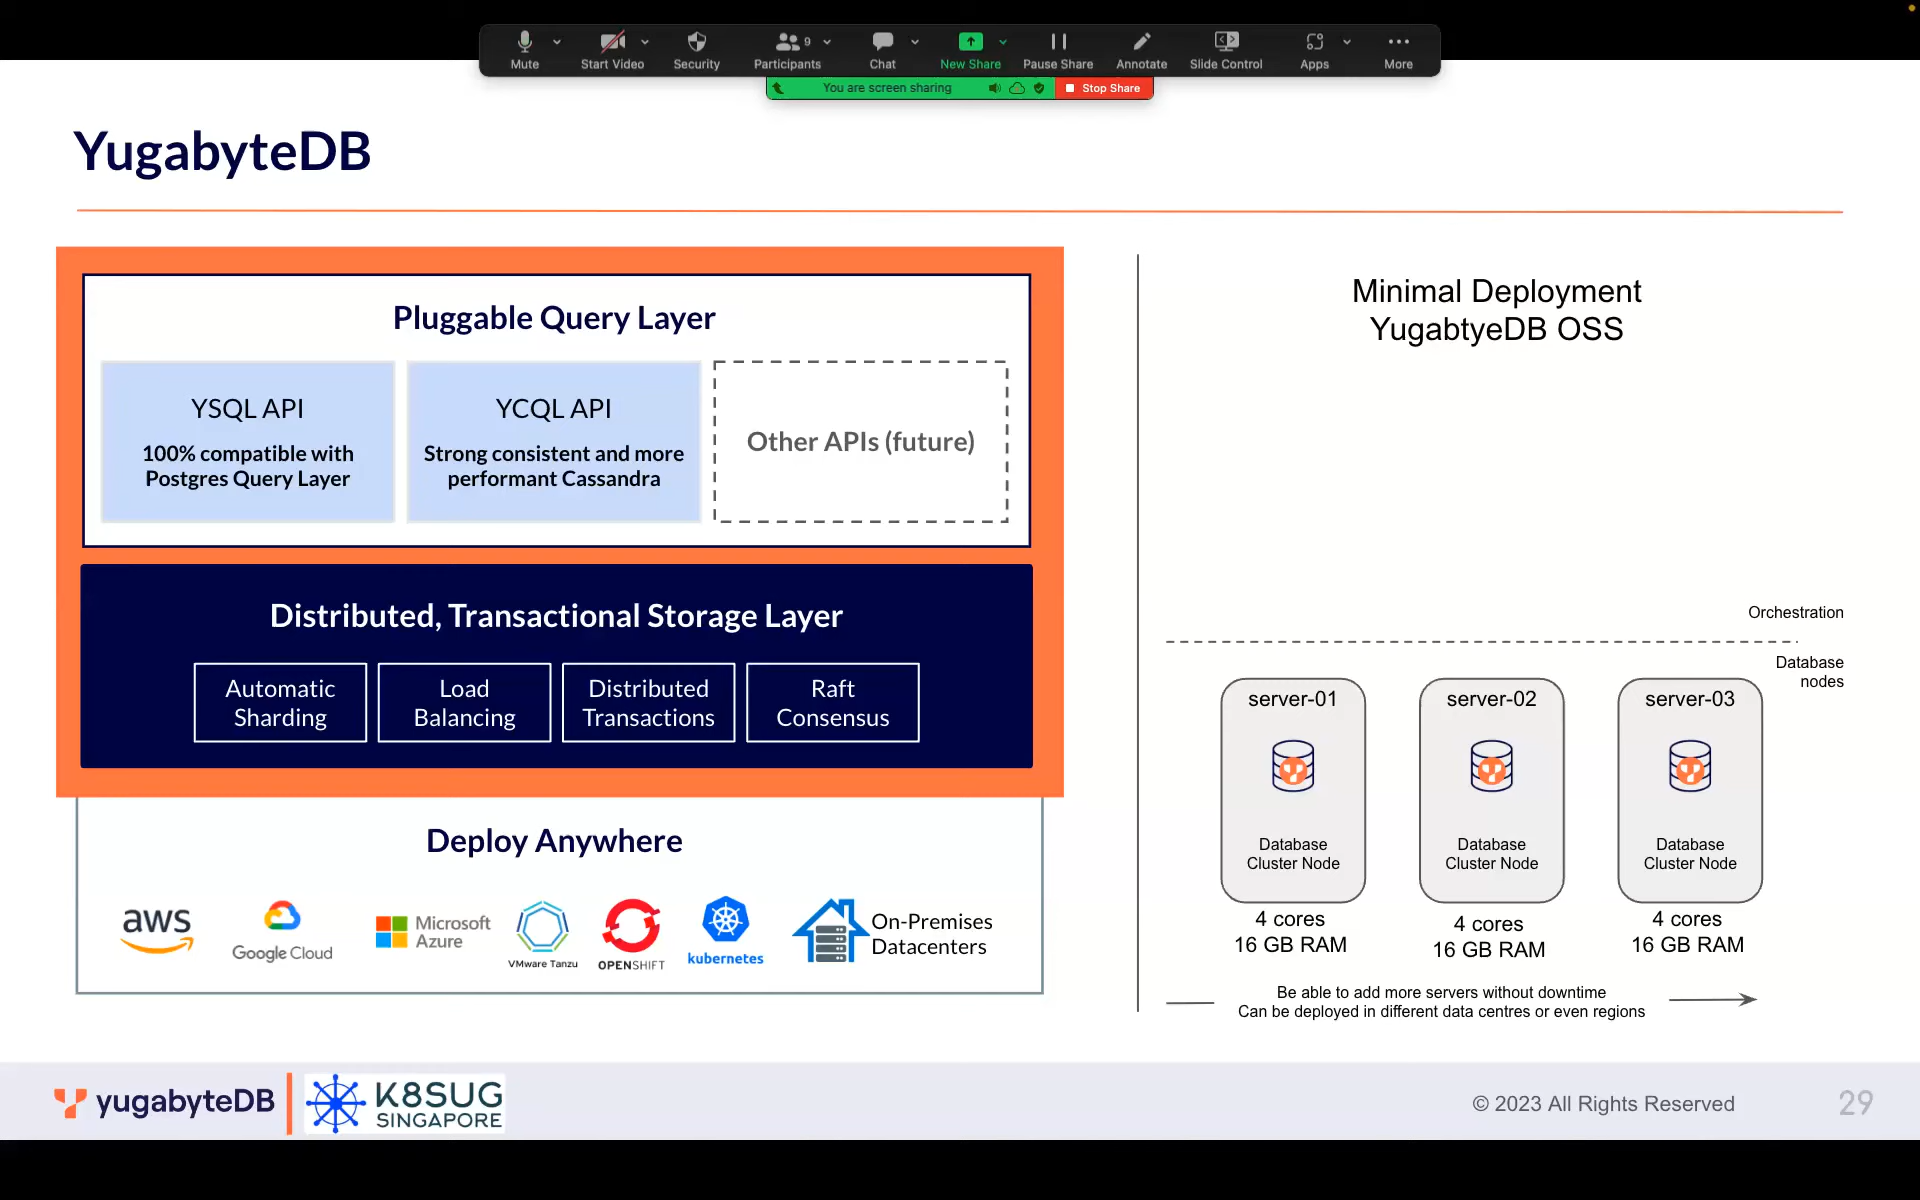 Mute
Start Video
Security
Participants
9
Chat
New Share
Pause Share
Annotate
Slide Control
Apps
More
You are screen sharing
Stop Share
YugabyteDB
Pluggable Query Layer
YSQL API
100% compatible with
Postgres Query Layer
YCQL API
Strong consistent and more
performant Cassandra
Other APIs (future)
Distributed, Transactional Storage Layer
Automatic
Sharding
Load
Balancing
Distributed
Transactions
Raft
Consensus
Deploy Anywhere
aws
Google Cloud
Microsoft
Azure
VMware Tanzu
OPENSHIFT
kubernetes
On-Premises
Datacenters
Minimal Deployment
YugabtyeDB OSS
Orchestration
Database
nodes
server-01
Database
Cluster Node
4 cores
16 GB RAM
server-02
Database
Cluster Node
4 cores
16 GB RAM
server-03
Database
Cluster Node
4 cores
16 GB RAM
Be able to add more servers without downtime
Can be deployed in different data centres or even regions
yugabyteDB
K8SUG
SINGAPORE
© 2023 All Rights Reserved
29